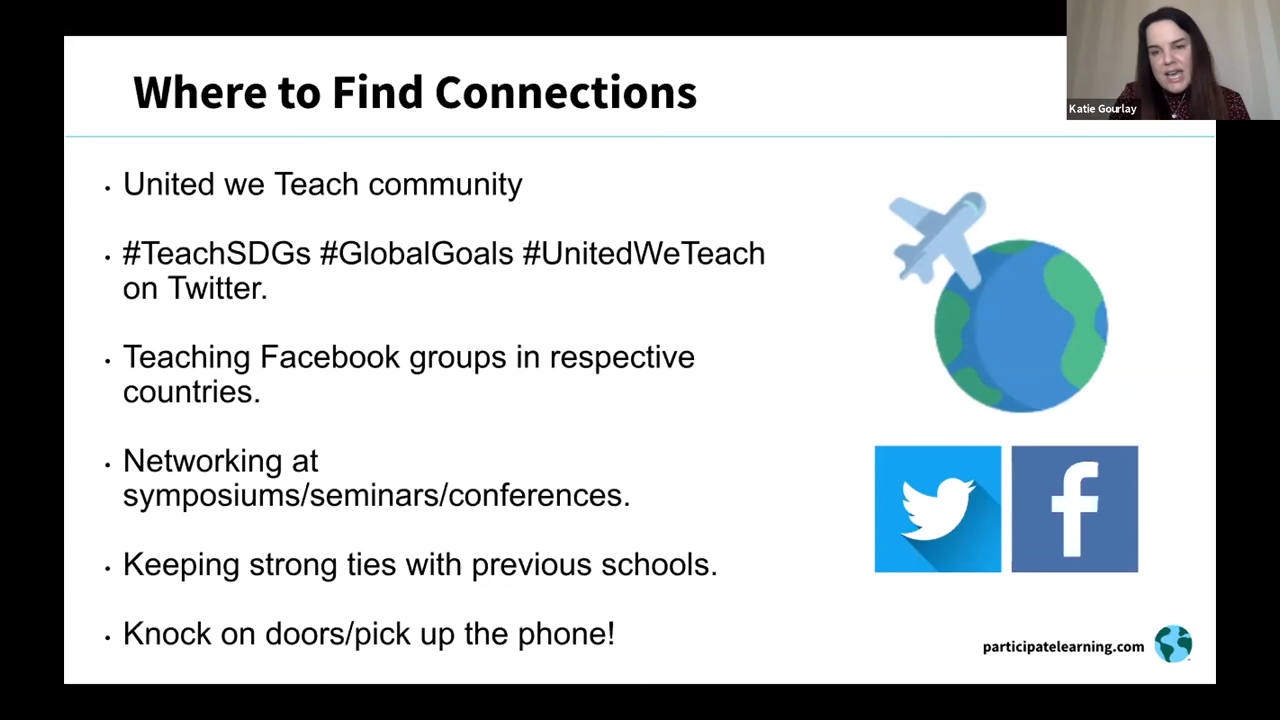 Where to Find Connections
Katie Gourlay
• United we Teach community
• #TeachSDGs #GlobalGoals #UnitedWeTeach
on Twitter.
• Teaching Facebook groups in respective
countries.
• Networking at
symposiums/seminars/conferences.
• Keeping strong ties with previous schools.
• Knock on doors/pick up the phone!
participatelearning.com